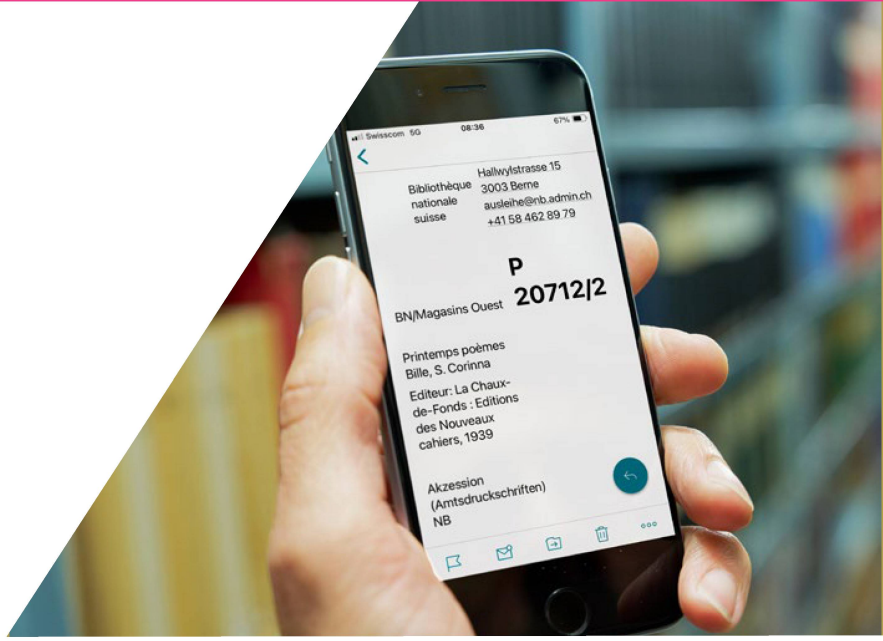 Swisscom 5G 08:36 67%
Bibliothèque
nationale
suisse
Hallwylstrasse 15
3003 Berne
ausleihe@nb.admin.ch
+41 58 462 89 79
P
BN/Magasins Ouest 20712/2
Printemps poèmes
Bille, S. Corinna
Editeur: La Chaux-
de-Fonds : Editions
des Nouveaux
cahiers, 1939
Akzession
(Amtsdruckschriften)
NB